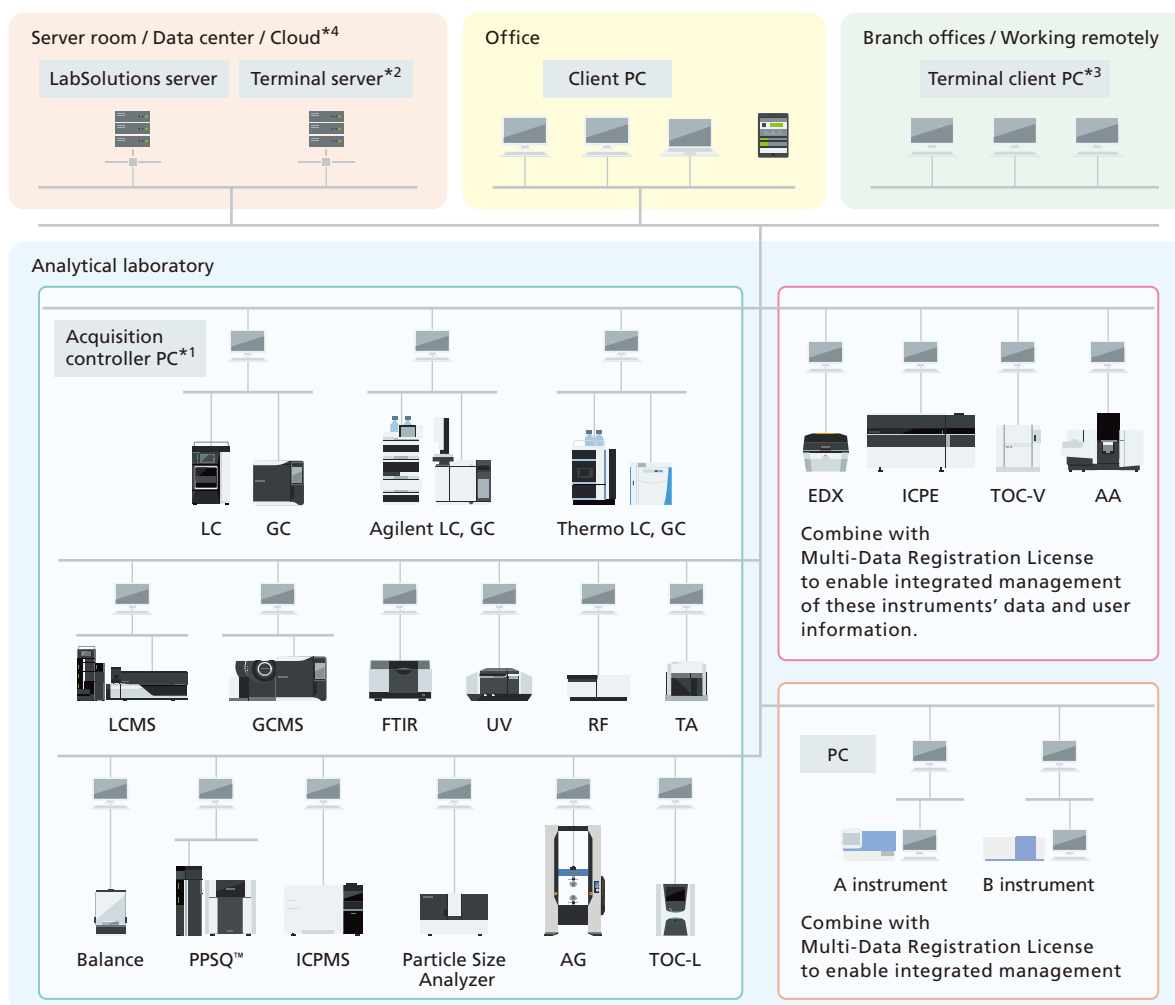 Server room / Data center / Cloud*4
LabSolutions server
Terminal server*2
Office
Client PC
Branch offices / Working remotely
Terminal client PC*3
Analytical laboratory
Acquisition
controller PC*1
LC
GC
Agilent LC, GC
Thermo LC, GC
LCMS
GCMS
FTIR
UV
RF
TA
Balance
PPSQ™
ICPMS
Particle Size
Analyzer
AG
TOC-L
EDX
ICPE
TOC-V
AA
Combine with
Multi-Data Registration License
to enable integrated management
of these instruments’ data and user
information.
PC
A instrument
B instrument
Combine with
Multi-Data Registration License
to enable integrated management